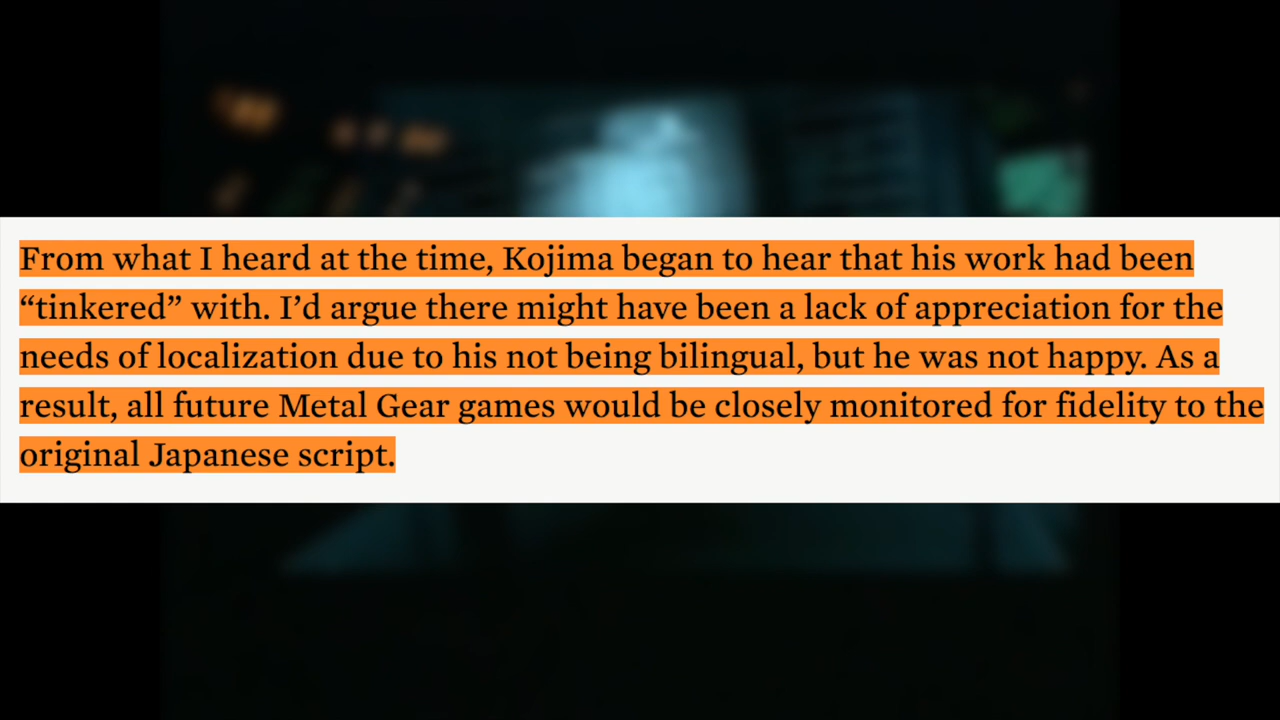 From what I heard at the time, Kojima began to hear that his work had been
“tinkered” with. I’d argue there might have been a lack of appreciation for the
needs of localization due to his not being bilingual, but he was not happy. As a
result, all future Metal Gear games would be closely monitored for fidelity to the
original Japanese script.